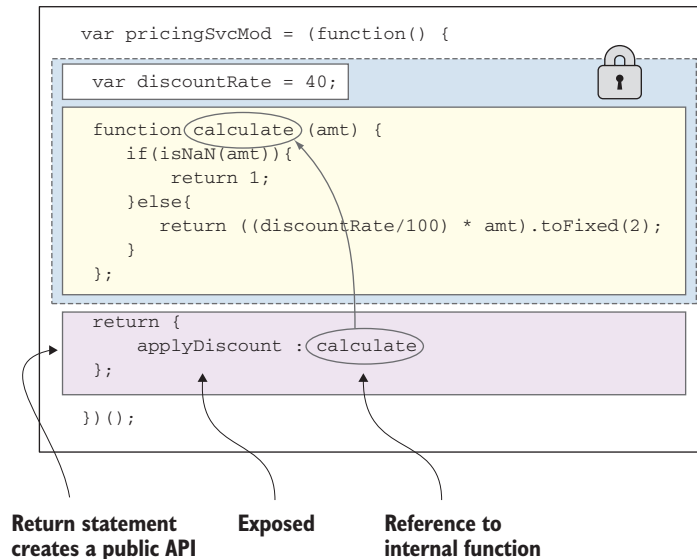 var pricingSvcMod = (function() {
var discountRate = 40;
function calculate (amt) {
if(isNaN(amt)){
return 1;
}else{
return ((discountRate/100) * amt).toFixed(2);
}
};
return {
applyDiscount : calculate
};
})();
Return statement
creates a public API
Exposed
Reference to
internal function